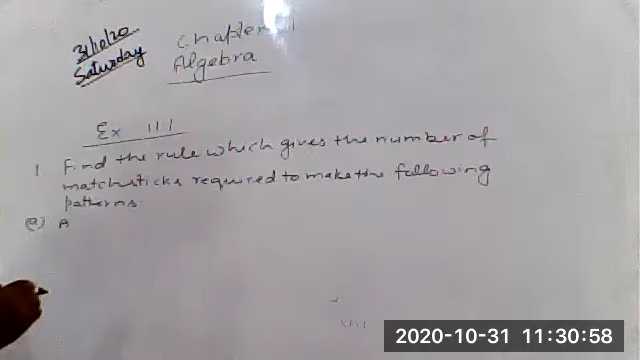 31/10/20
Saturday
Chapter 11
Algebra
Ex 11.1
1 Find the rule which gives the number of
matchsticks required to make the following
patterns.
(a) A
2020-10-31 11:30:58